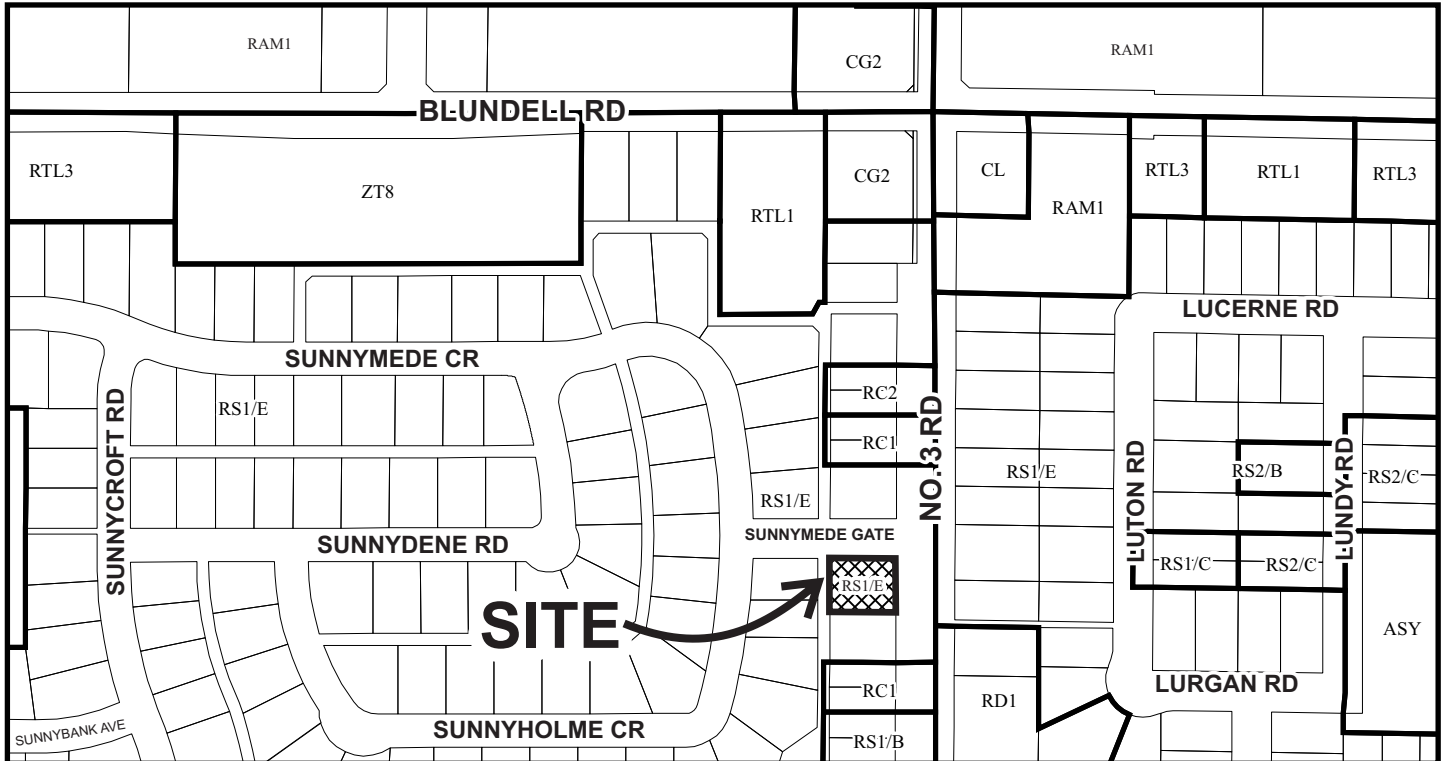 RAM1
RAM1
CG2
BLUNDELL RD
RTL3
ZT8
CG2
CL
RTL3
RTL1
RTL3
RTL1
RAM1
LUCERNE RD
SUNNYMEDE CR
RC2
RS1/E
NO. 3 RD
RC1
SUNNYCROFT RD
LUTON RD
LUNDY RD
RS1/E
RS2/B
RS2/C
RS1/E
SUNNYMEDE GATE
SUNNYDENE RD
RS1/C
RS2/C
RS1/E
SITE
ASY
LURGAN RD
RC1
RD1
SUNNYHOLME CR
SUNNYBANK AVE
RS1/B